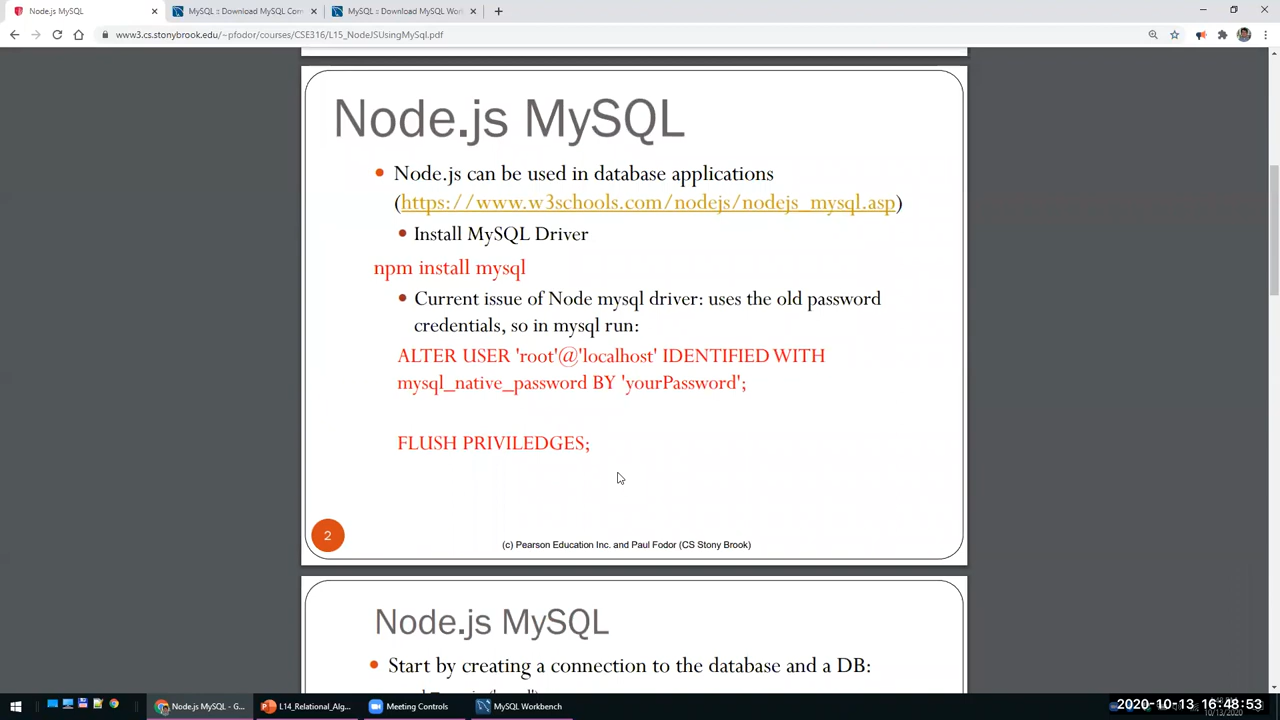 Node.js MySQL
MySQL :: Download MySQL Com
MySQL :: Download MySQL Wor
www3.cs.stonybrook.edu/~pfodor/courses/CSE316/L15_NodeJSUsingMySql.pdf
Node.js MySQL
• Node.js can be used in database applications
(https://www.w3schools.com/nodejs/nodejs_mysql.asp)
• Install MySQL Driver
npm install mysql
• Current issue of Node mysql driver: uses the old password
credentials, so in mysql run:
ALTER USER 'root'@'localhost' IDENTIFIED WITH
mysql_native_password BY 'yourPassword';
FLUSH PRIVILEDGES;
2
(c) Pearson Education Inc. and Paul Fodor (CS Stony Brook)
Node.js MySQL
• Start by creating a connection to the database and a DB:
Node.js MySQL - G...
L14_Relational_Alg...
Meeting Controls
MySQL Workbench
2020-10-13 16:48:53
10/13/2020